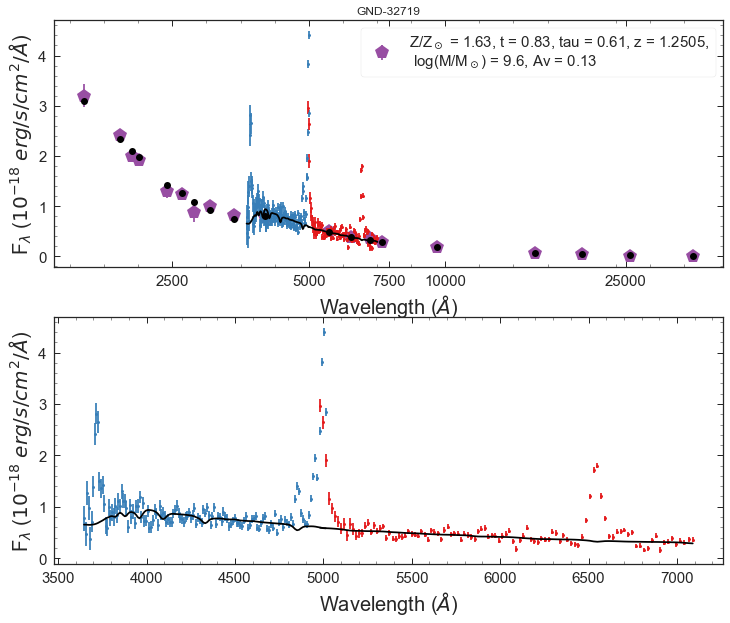 GND-32719
Z/Z⊙ = 1.63, t = 0.83, tau = 0.61, z = 1.2505,
log(M/M⊙) = 9.6, Av = 0.13
F_λ (10^−18 erg/s/cm²/Å)
4
3
2
1
0
2500 5000 7500 10000 25000
Wavelength (Å)
F_λ (10^−18 erg/s/cm²/Å)
4
3
2
1
0
3500 4000 4500 5000 5500 6000 6500 7000
Wavelength (Å)